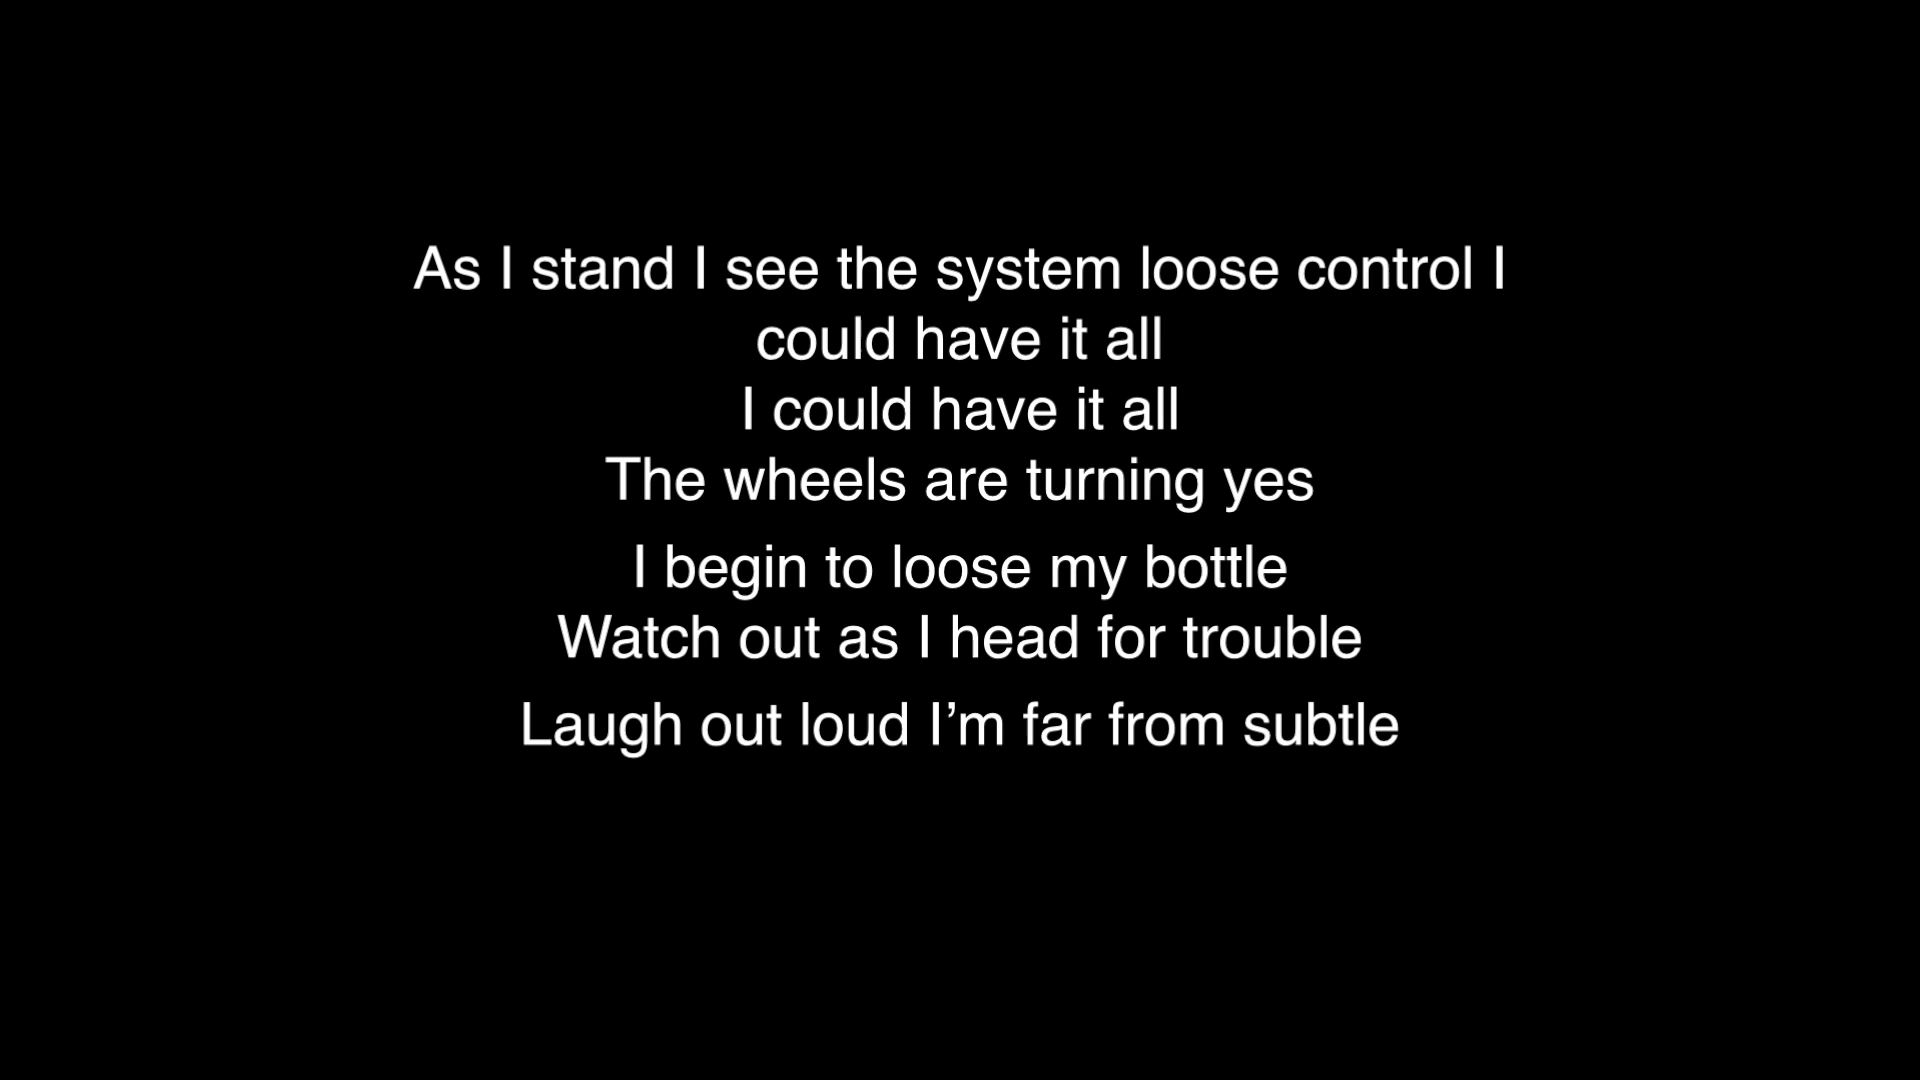 As I stand I see the system loose control I
could have it all
I could have it all
The wheels are turning yes
I begin to loose my bottle
Watch out as I head for trouble
Laugh out loud I’m far from subtle